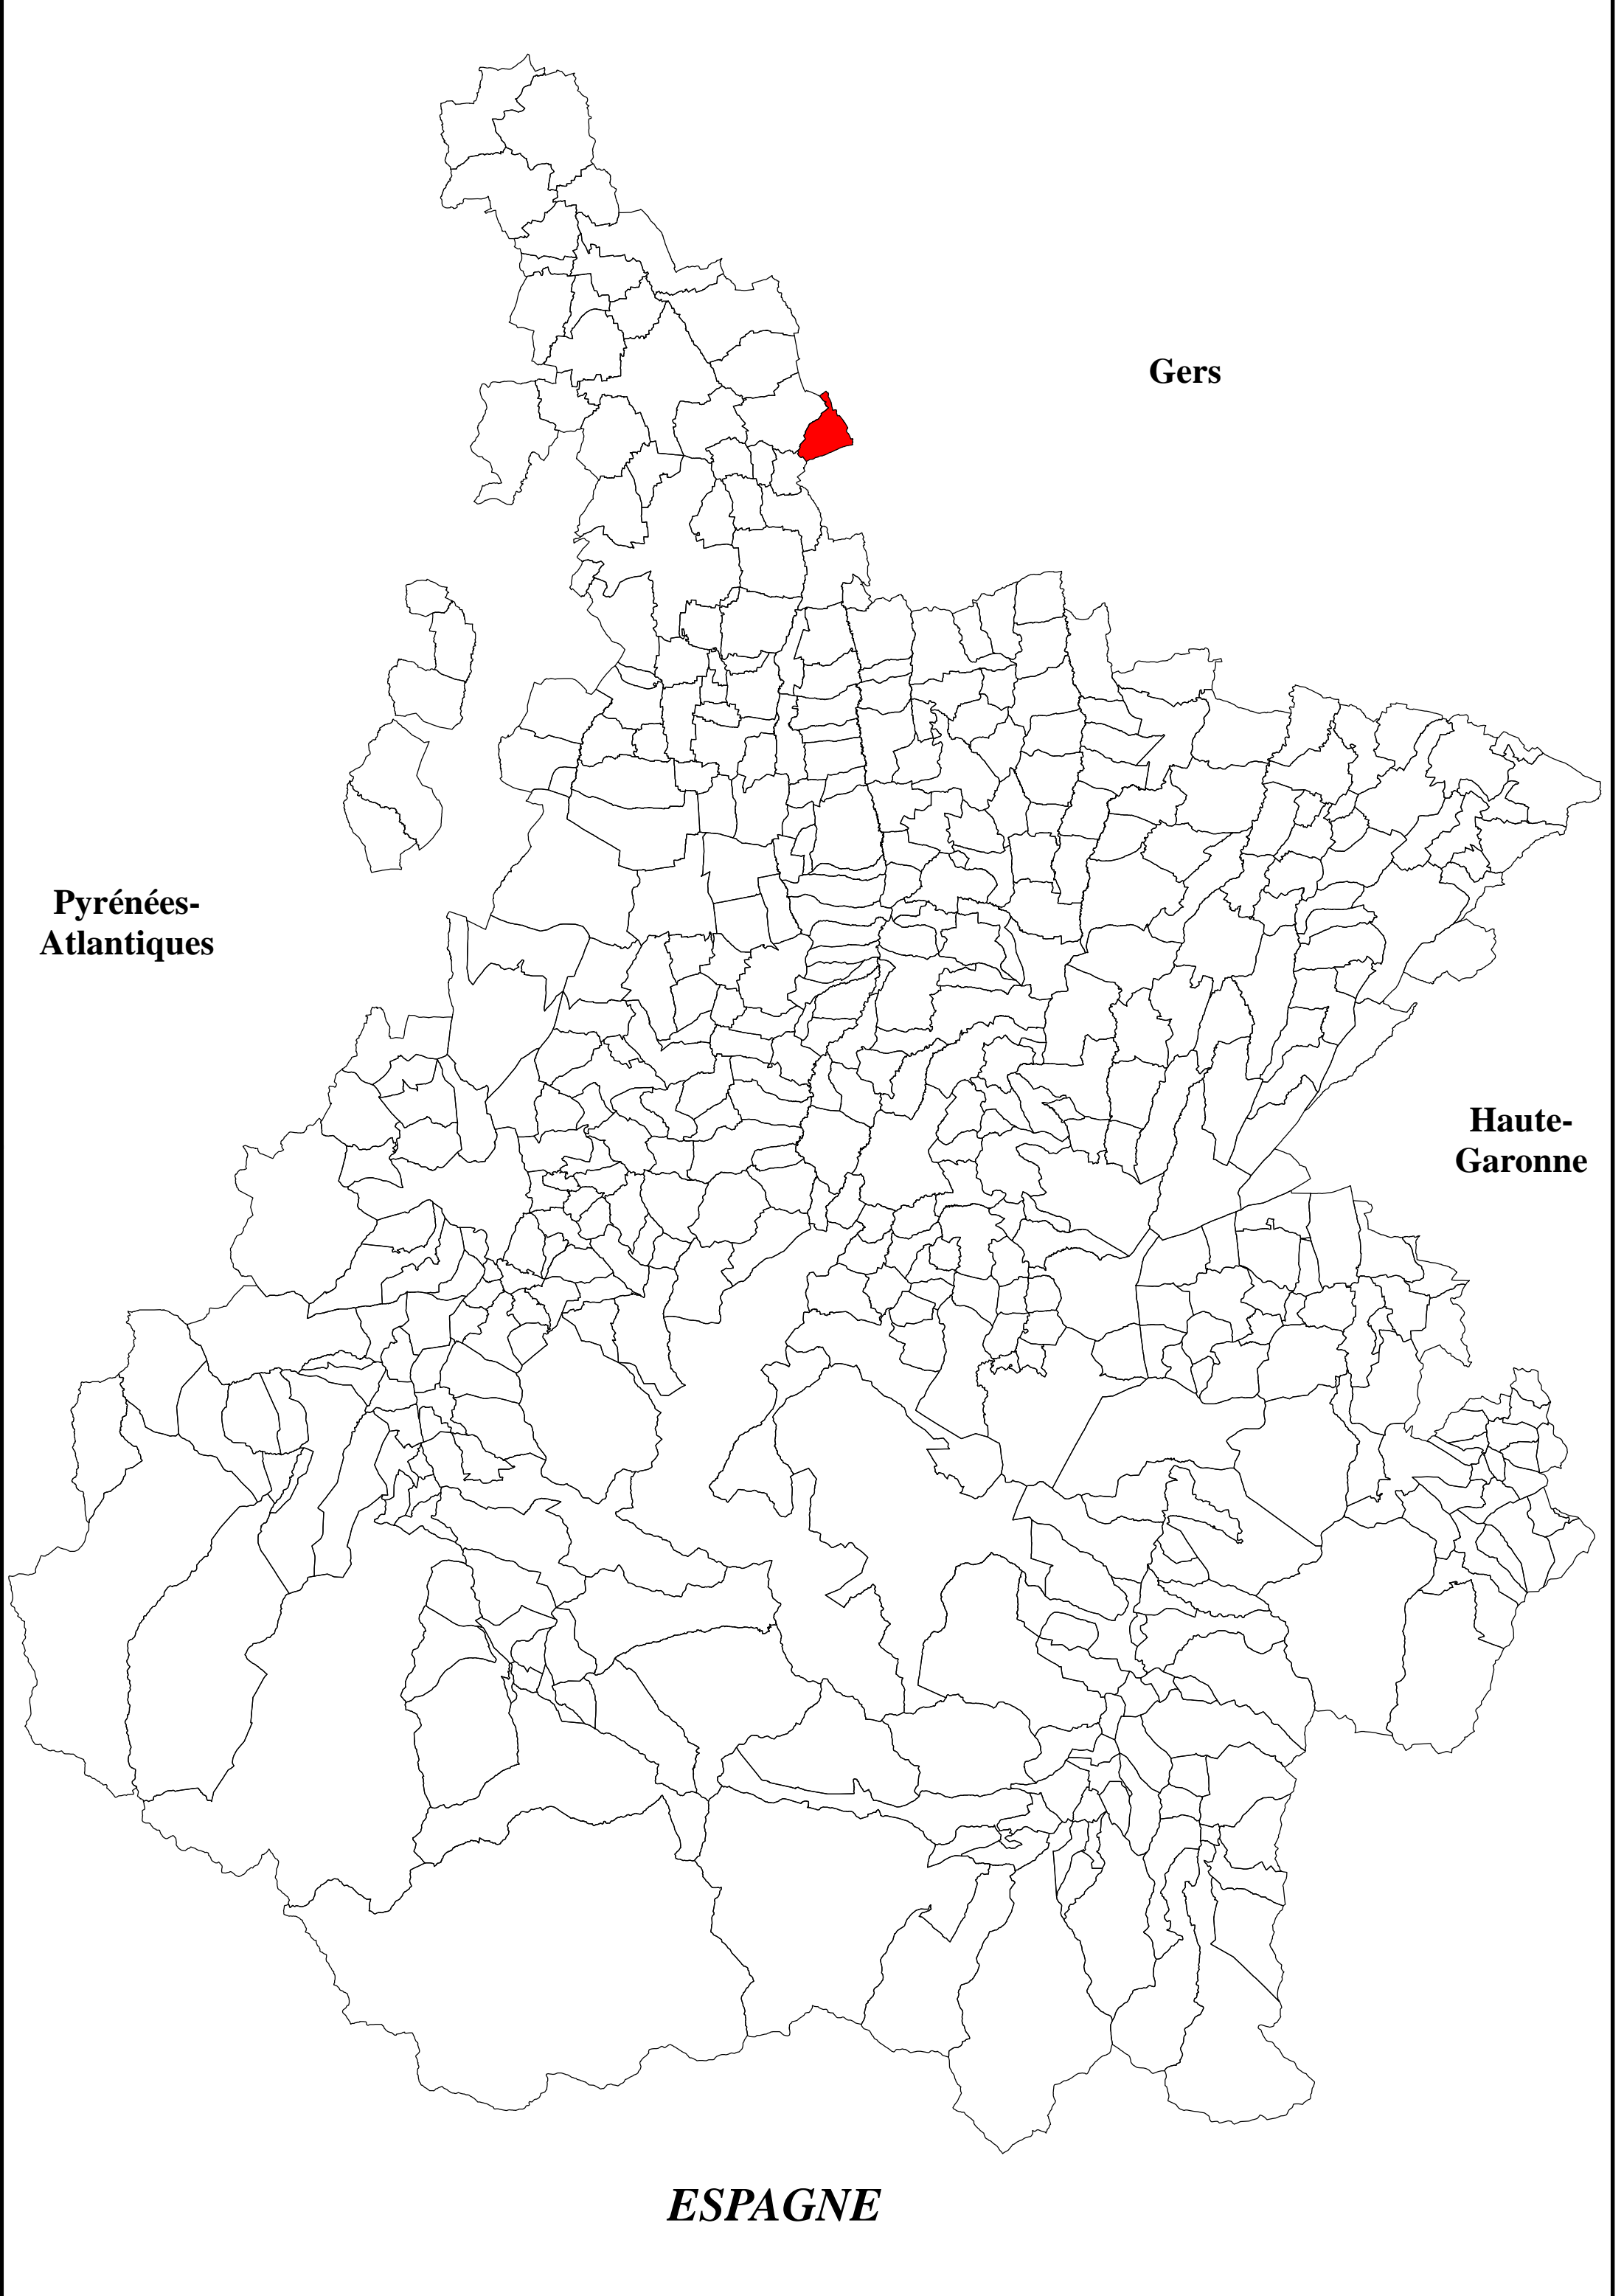 Gers
Pyrénées-
Atlantiques
Haute-
Garonne
ESPAGNE